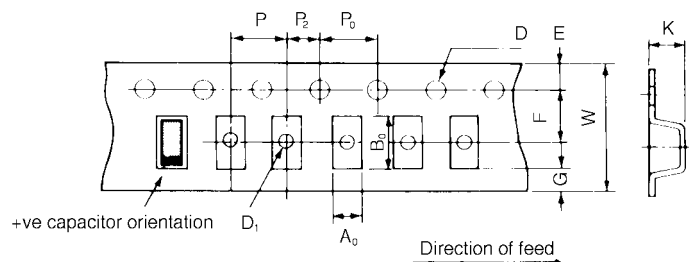 P P₂ P₀ D E K
F W
B₀
G
+ve capacitor orientation D₁
A₀
Direction of feed